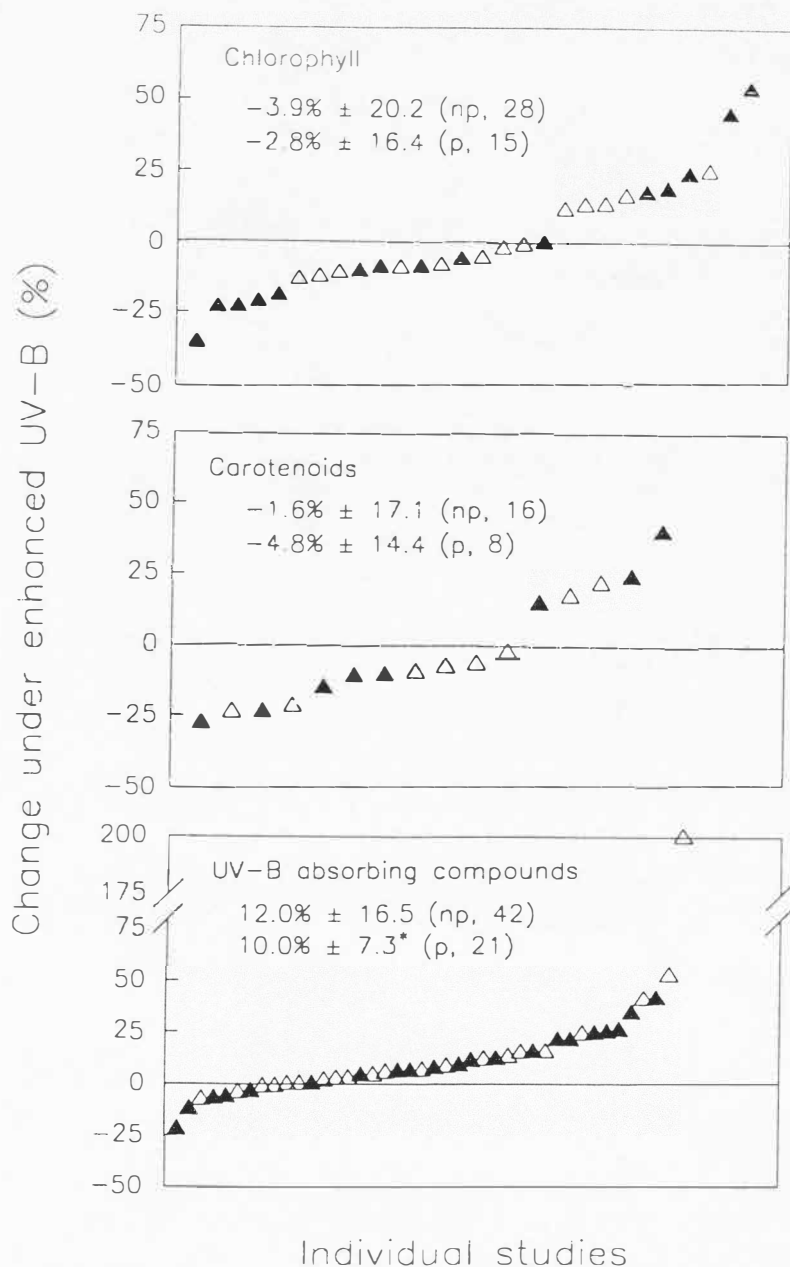 Change under enhanced UV-B (%)
75
50
25
0
-25
-50
Chlorophyll
-3.9% ± 20.2 (np, 28)
-2.8% ± 16.4 (p, 15)
75
50
25
0
-25
-50
Carotenoids
-1.6% ± 17.1 (np, 16)
-4.8% ± 14.4 (p, 8)
200
175
75
50
25
0
-25
-50
UV-B absorbing compounds
12.0% ± 16.5 (np, 42)
10.0% ± 7.3* (p, 21)
Individual studies